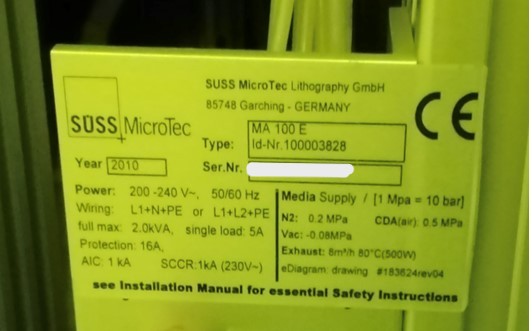 SUSS MicroTec Lithography GmbH
85748 Garching - GERMANY
CE
SUSS MicroTec
Type: MA 100 E
Id-Nr.100003828
Year 2010
Ser.Nr.
Power: 200 -240 V~, 50/60 Hz
Wiring: L1+N+PE or L1+L2+PE
full max: 2.0kVA, single load: 5A
Protection: 16A,
AIC: 1 kA SCCR:1kA (230V~)
Media Supply / [1 Mpa = 10 bar]
N2: 0.2 MPa CDA(air): 0.5 MPa
Vac: -0.08MPa
Exhaust: 8m³/h 80°C(500W)
eDiagram: drawing #183624rev04
see Installation Manual for essential Safety Instructions